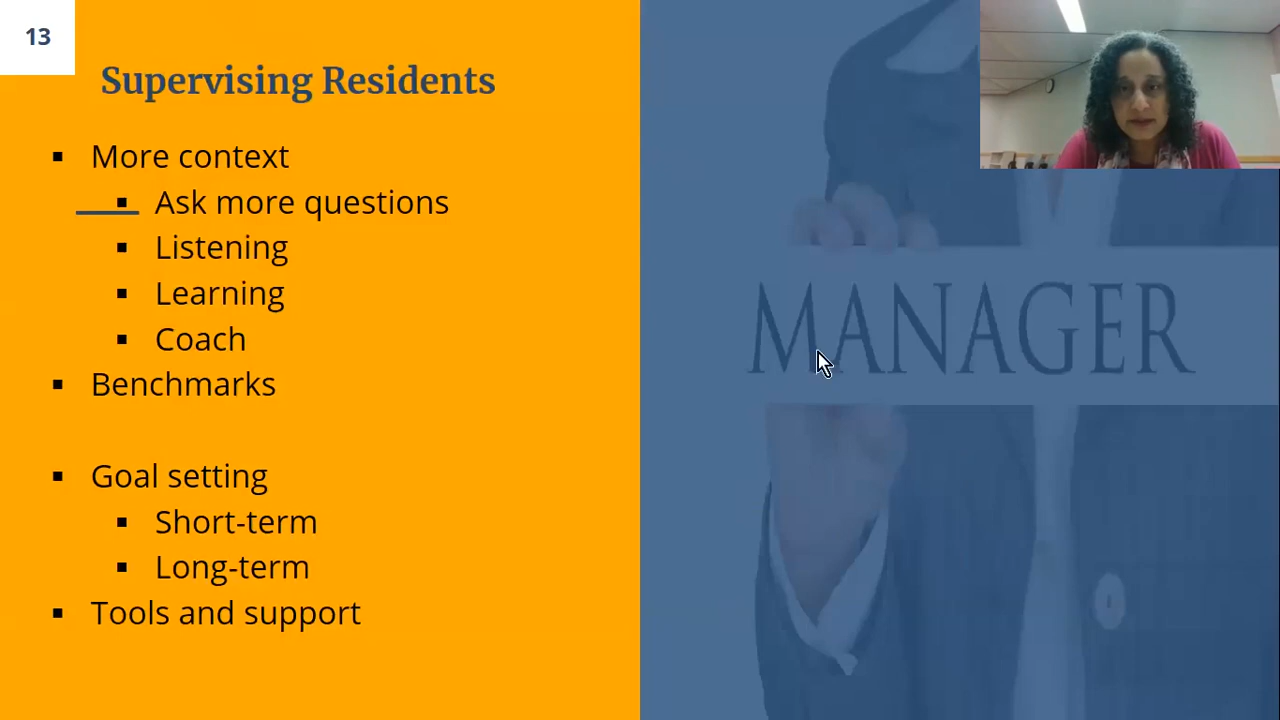 13
Supervising Residents
▪ More context
▪ Ask more questions
▪ Listening
▪ Learning
▪ Coach
▪ Benchmarks
▪ Goal setting
▪ Short-term
▪ Long-term
▪ Tools and support
MANAGER